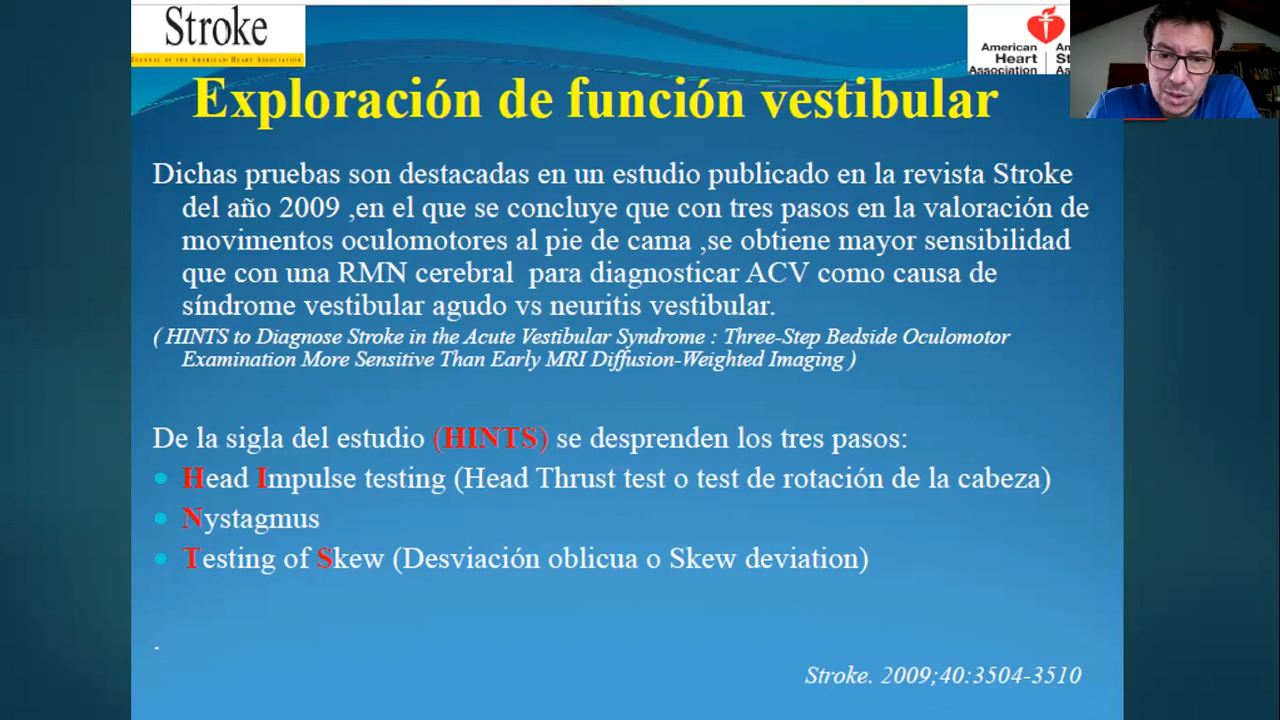 Stroke
JOURNAL OF THE AMERICAN HEART ASSOCIATION
American
Heart
Association
A
St
As
Exploración de función vestibular
Dichas pruebas son destacadas en un estudio publicado en la revista Stroke
del año 2009 ,en el que se concluye que con tres pasos en la valoración de
movimentos oculomotores al pie de cama ,se obtiene mayor sensibilidad
que con una RMN cerebral para diagnosticar ACV como causa de
síndrome vestibular agudo vs neuritis vestibular.
( HINTS to Diagnose Stroke in the Acute Vestibular Syndrome : Three-Step Bedside Oculomotor
Examination More Sensitive Than Early MRI Diffusion-Weighted Imaging )
De la sigla del estudio (HINTS) se desprenden los tres pasos:
• Head Impulse testing (Head Thrust test o test de rotación de la cabeza)
• Nystagmus
• Testing of Skew (Desviación oblicua o Skew deviation)
.
Stroke. 2009;40:3504-3510